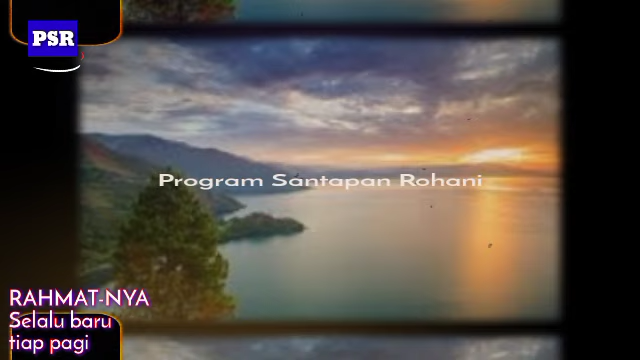 PSR
Program Santapan Rohani
RAHMAT-NYA
Selalu baru
tiap pagi